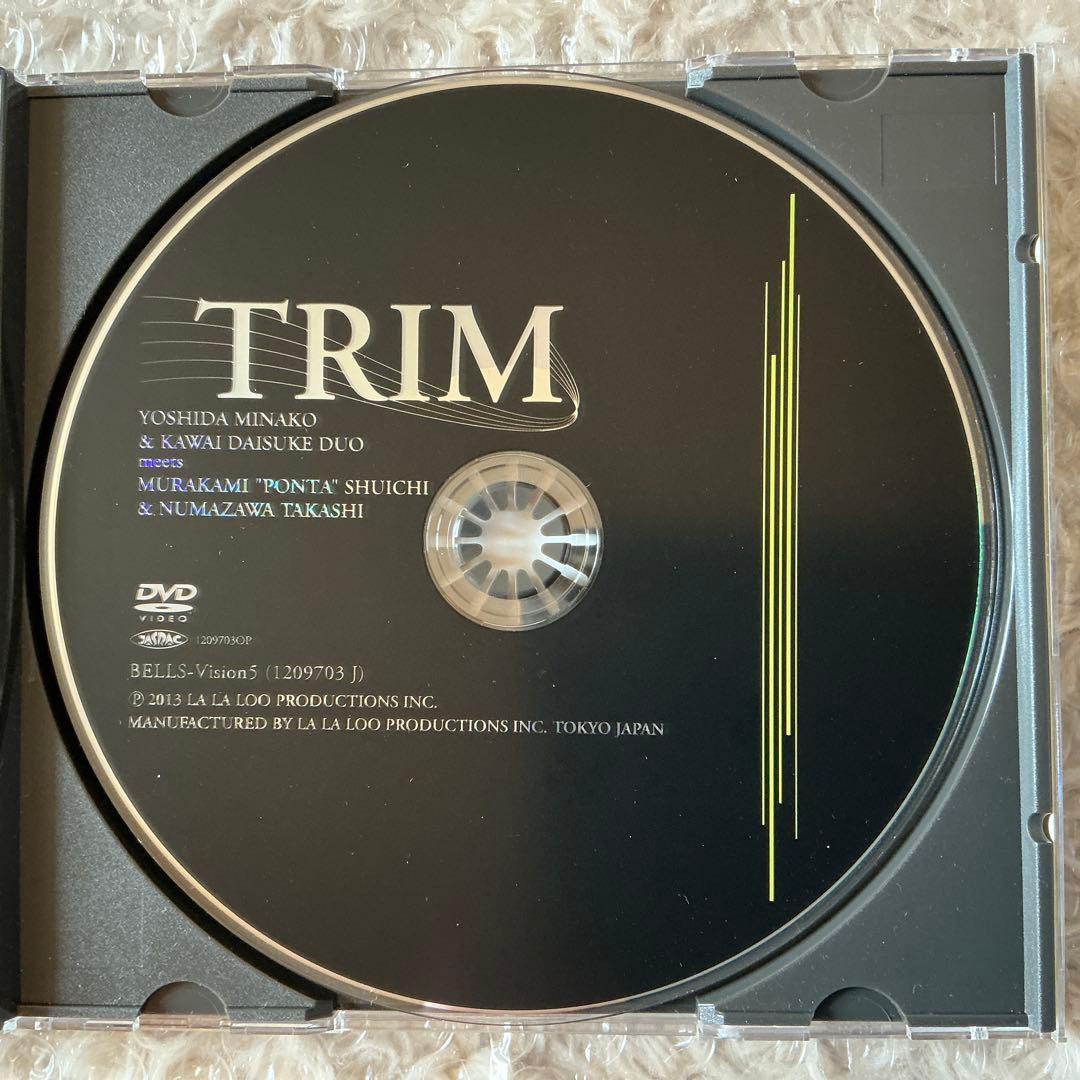 TRIM
YOSHIDA MINAKO
& KAWAI DAISUKE DUO
meets
MURAKAMI "PONTA" SHUICHI
& NUMAZAWA TAKASHI
DVD
VIDEO
JASRAC 1209703OP
BELLS-Vision5 (1209703 J)
Ⓟ 2013 LA LA LOO PRODUCTIONS INC.
MANUFACTURED BY LA LA LOO PRODUCTIONS INC. TOKYO JAPAN